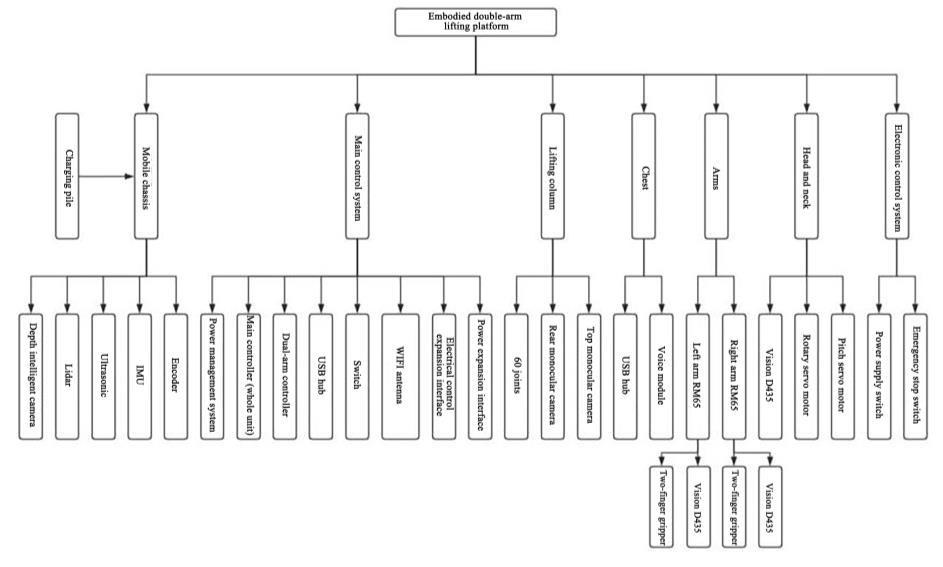 Embodied double-arm
lifting platform
Charging pile
Mobile chassis
Main control system
Lifting column
Chest
Arms
Head and neck
Electronic control system
Depth intelligent camera
Lidar
Ultrasonic
IMU
Encoder
Power management system
Main controller (whole unit)
Dual-arm controller
USB hub
Switch
WIFI antenna
Electrical control
expansion interface
Power expansion interface
60 joints
Rear monocular camera
Top monocular camera
USB hub
Voice module
Left arm RM65
Right arm RM65
Vision D435
Rotary servo motor
Pitch servo motor
Power supply switch
Emergency stop switch
Two-finger gripper
Vision D435
Two-finger gripper
Vision D435